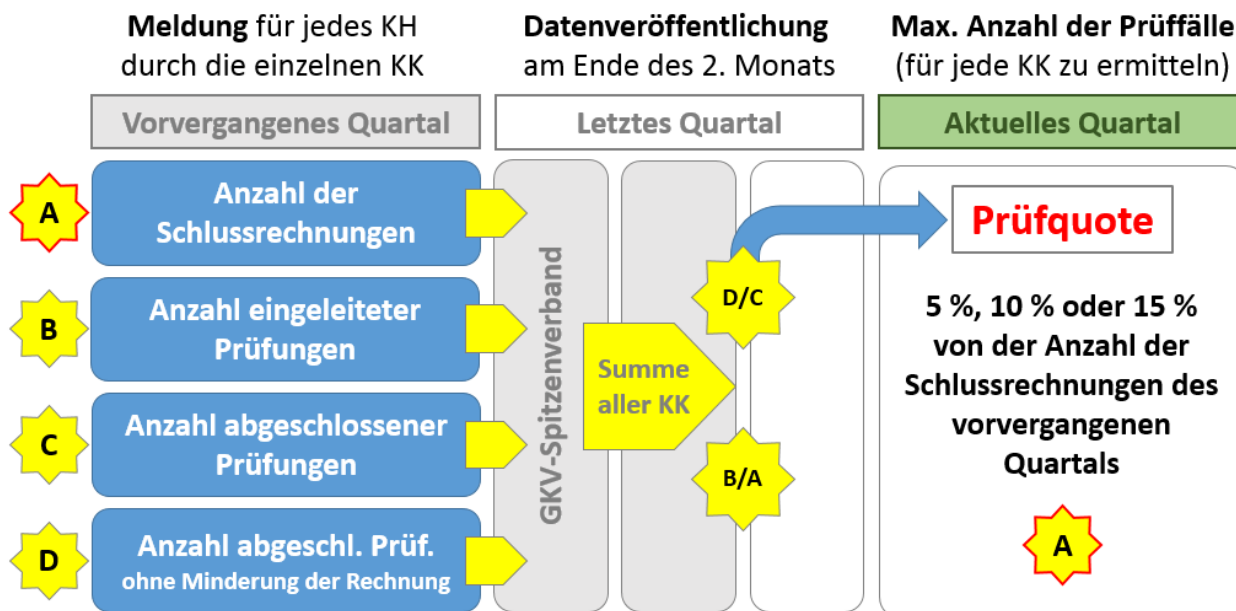 Meldung für jedes KH
durch die einzelnen KK
Datenveröffentlichung
am Ende des 2. Monats
Max. Anzahl der Prüffälle
(für jede KK zu ermitteln)
Vorvergangenes Quartal
Letztes Quartal
Aktuelles Quartal
A
Anzahl der
Schlussrechnungen
B
Anzahl eingeleiteter
Prüfungen
C
Anzahl abgeschlossener
Prüfungen
D
Anzahl abgeschl. Prüf.
ohne Minderung der Rechnung
GKV-Spitzenverband
Summe
aller KK
D/C
B/A
Prüfquote
5 %, 10 % oder 15 %
von der Anzahl der
Schlussrechnungen des
vorvergangenen
Quartals
A